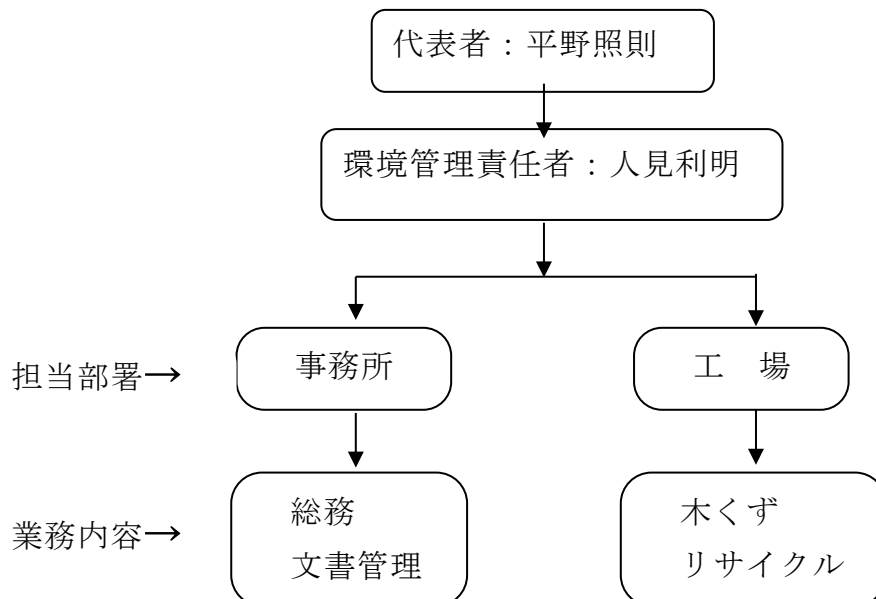 代表者：平野照則
環境管理責任者：人見利明
担当部署→
事務所
工　場
業務内容→
総務
文書管理
木くず
リサイクル